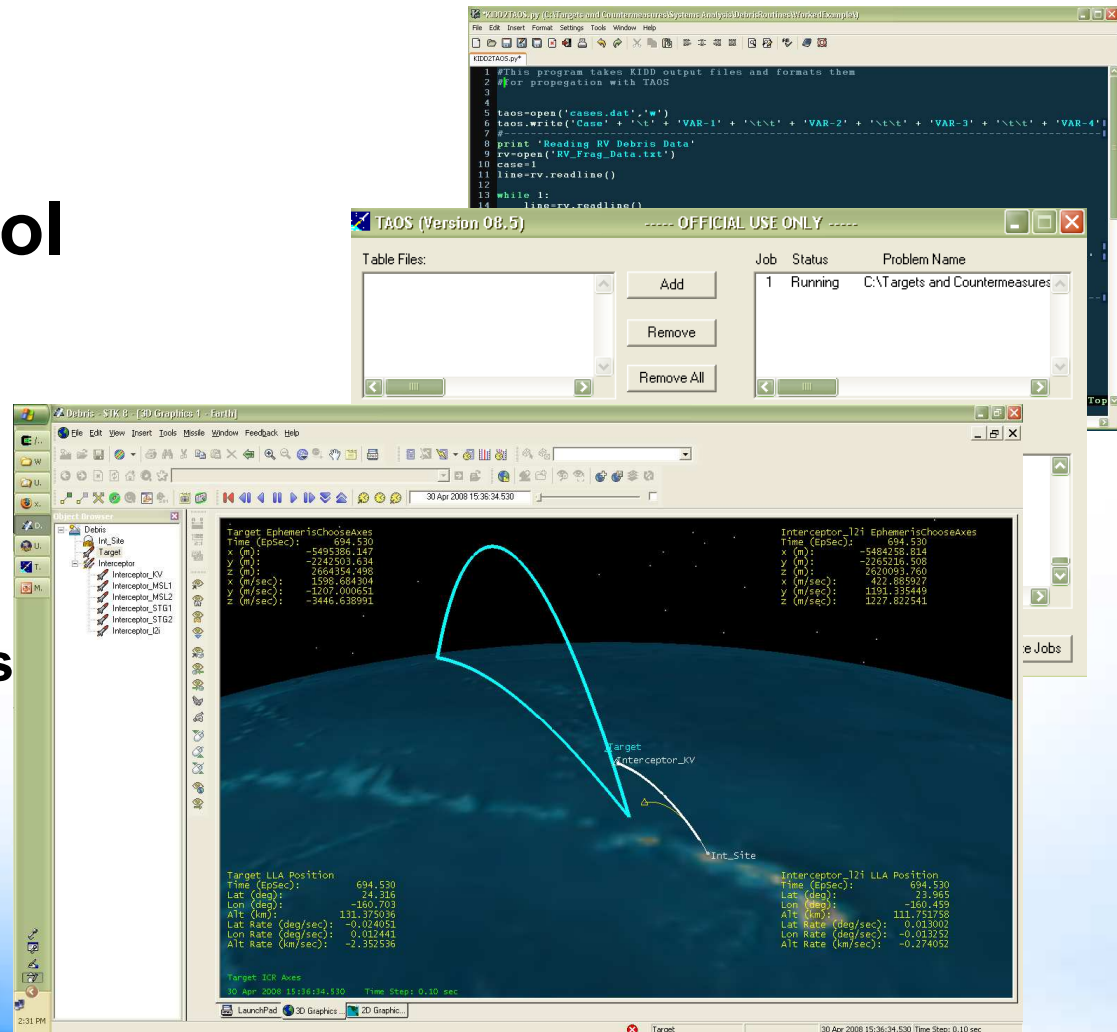 *KIDD2TAOS.py (C:\Targets and Countermeasures\Systems Analysis\DebrisRoutines\WorkedExample\)
File Edit Insert Format Settings Tools Window Help
KIDD2TAOS.py*
1 #This program takes KIDD output files and formats them
2 #for propegation with TAOS
3
4
5 taos=open('cases.dat','w')
6 taos.write('Case' + '\t' + 'VAR-1' + '\t\t' + 'VAR-2' + '\t\t' + 'VAR-3' + '\t\t' + 'VAR-4'
7 #
8 print 'Reading RV Debris Data'
9 rv=open('RV_Frag_Data.txt')
10 case=1
11 line=rv.readline()
12
13 while 1:
14 line=rv.readline()
ol
TAOS (Version 08.5) ----- OFFICIAL USE ONLY -----
Table Files:
Add
Remove
Remove All
Job Status Problem Name
1 Running C:\Targets and Countermeasures
Top
s
e Jobs
Debris - STK 8 - [3D Graphics 1 - Earth]
File Edit View Insert Tools Missile Window Feedback Help
30 Apr 2008 15:36:34.530
Object Browser
Debris
Int_Site
Target
Interceptor
Interceptor_KV
Interceptor_MSL1
Interceptor_MSL2
Interceptor_STG1
Interceptor_STG2
Interceptor_l2i
Target EphemerisChooseAxes
Time (EpSec): 694.530
x (m): -5495386.147
y (m): -2242503.634
z (m): 2664354.498
x (m/sec): 1598.684304
y (m/sec): -1207.000651
z (m/sec): -3446.638991
Interceptor_l2i EphemerisChooseAxes
Time (EpSec): 694.530
x (m): -5484258.814
y (m): -2265216.508
z (m): 2620093.760
x (m/sec): 422.885927
y (m/sec): 1191.335449
z (m/sec): 1227.822541
Target
Interceptor_KV
Int_Site
Target LLA Position
Time (EpSec): 694.530
Lat (deg): 24.316
Lon (deg): -160.703
Alt (km): 131.375036
Lat Rate (deg/sec): -0.024051
Lon Rate (deg/sec): 0.012441
Alt Rate (km/sec): -2.352536
Interceptor_l2i LLA Position
Time (EpSec): 694.530
Lat (deg): 23.965
Lon (deg): -160.459
Alt (km): 111.751758
Lat Rate (deg/sec): 0.013002
Lon Rate (deg/sec): -0.013252
Alt Rate (km/sec): -0.274052
Target ICR Axes
30 Apr 2008 15:36:34.530 Time Step: 0.10 sec
LaunchPad 3D Graphics ... 2D Graphic...
Target 30 Apr 2008 15:36:34.530 Time Step: 0.10 sec
2:31 PM